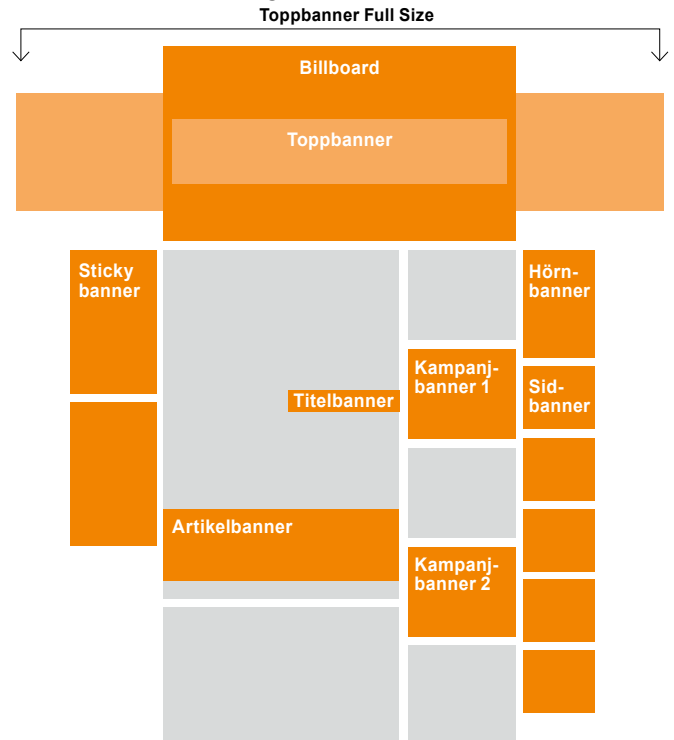 Toppbanner Full Size
Billboard
Toppbanner
Sticky
banner
Hörn-
banner
Kampanj-
banner 1
Sid-
banner
Titelbanner
Artikelbanner
Kampanj-
banner 2